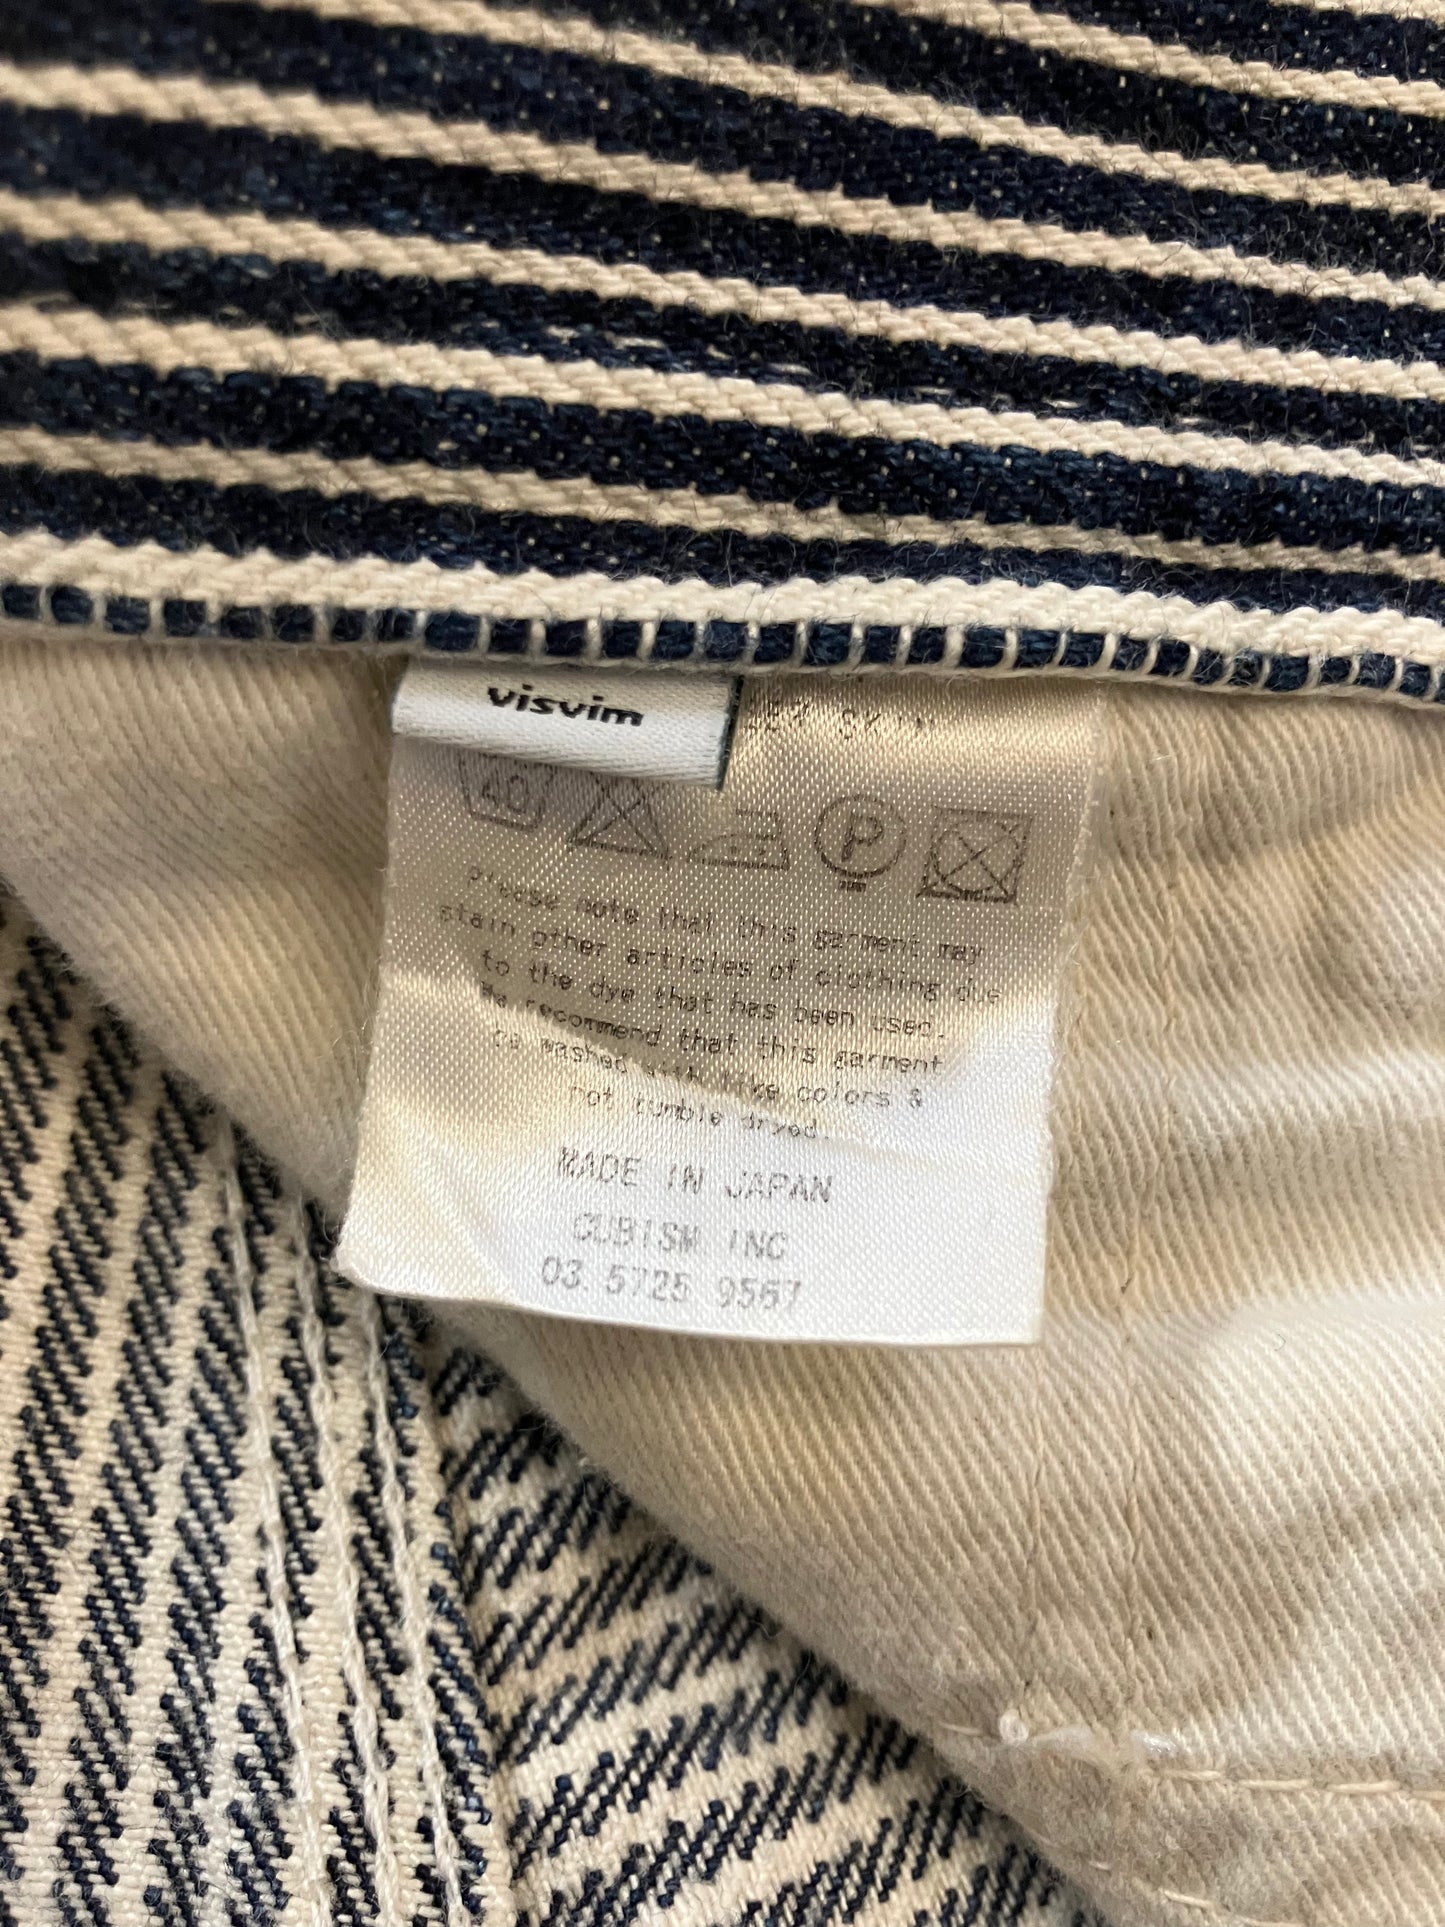 visvim
SKIN
40
P
Please note that this garment may
stain other articles of clothing due
to the dye that has been used.
We recommend that this garment
be washed with like colors &
not tumble dryed.
MADE IN JAPAN
CUBISM INC
03. 5725 9567